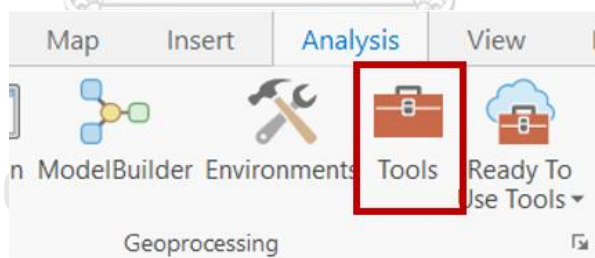 Map Insert Analysis View
n ModelBuilder Environments Tools Ready To
Use Tools
Geoprocessing